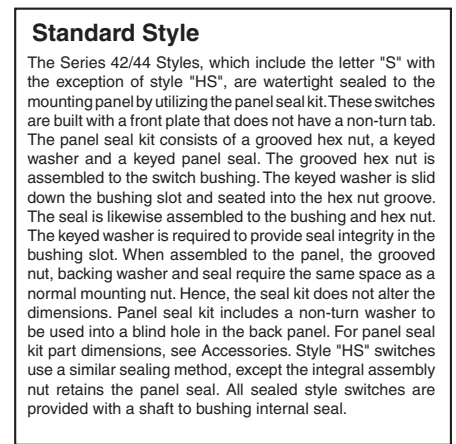 Standard Style
The Series 42/44 Styles, which include the letter "S" with
the exception of style "HS", are watertight sealed to the
mounting panel by utilizing the panel seal kit. These switches
are built with a front plate that does not have a non-turn tab.
The panel seal kit consists of a grooved hex nut, a keyed
washer and a keyed panel seal. The grooved hex nut is
assembled to the switch bushing. The keyed washer is slid
down the bushing slot and seated into the hex nut groove.
The seal is likewise assembled to the bushing and hex nut.
The keyed washer is required to provide seal integrity in the
bushing slot. When assembled to the panel, the grooved
nut, backing washer and seal require the same space as a
normal mounting nut. Hence, the seal kit does not alter the
dimensions. Panel seal kit includes a non-turn washer to
be used into a blind hole in the back panel. For panel seal
kit part dimensions, see Accessories. Style "HS" switches
use a similar sealing method, except the integral assembly
nut retains the panel seal. All sealed style switches are
provided with a shaft to bushing internal seal.